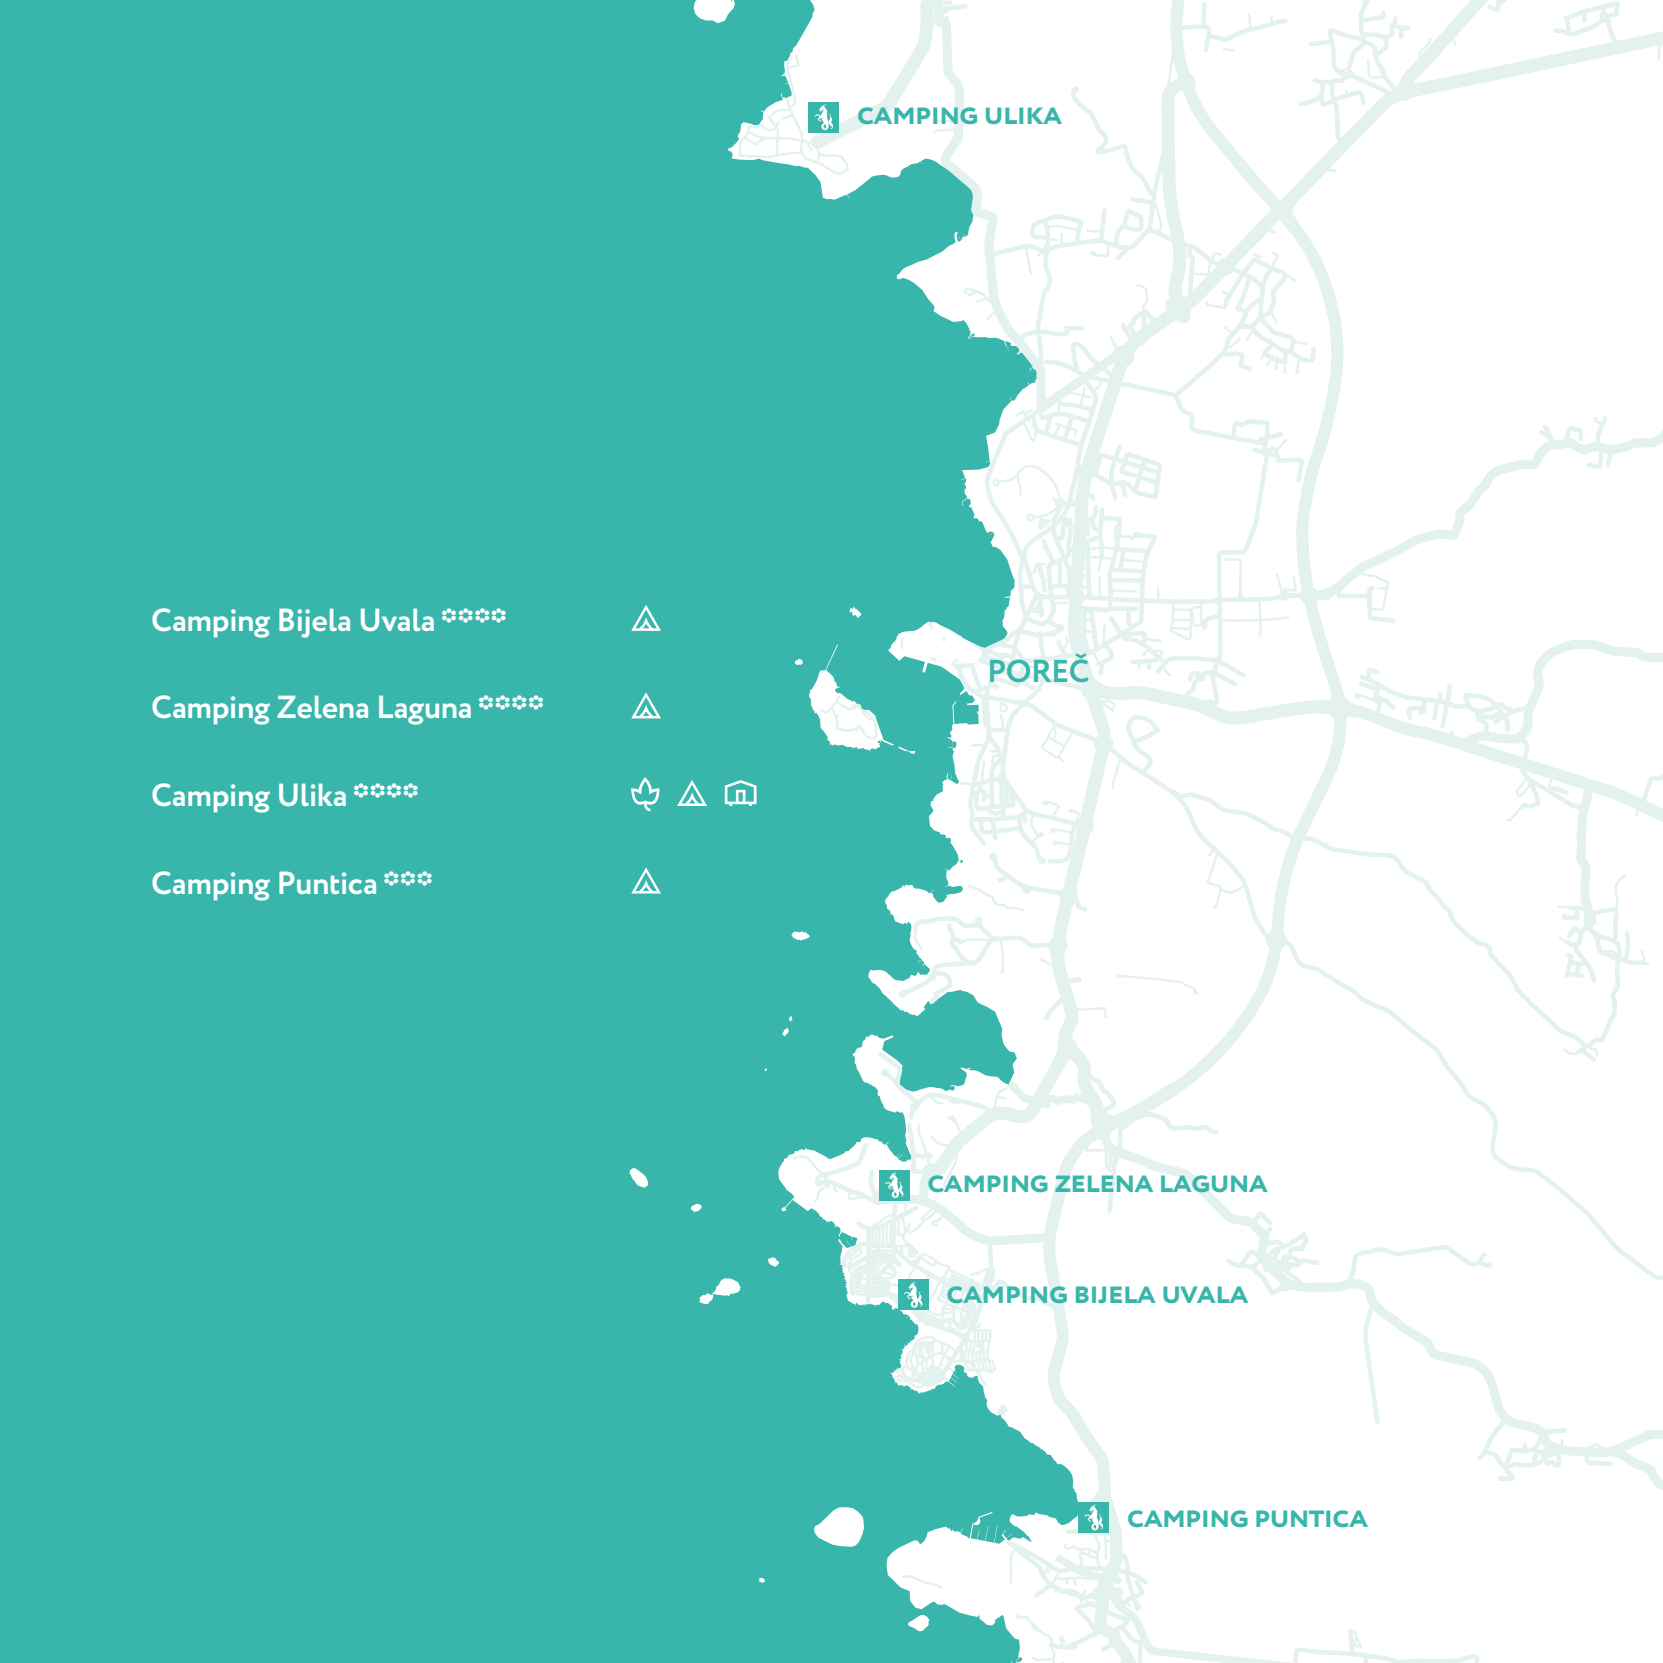 CAMPING ULIKA
Camping Bijela Uvala
Camping Zelena Laguna
Camping Ulika
Camping Puntica
POREČ
CAMPING ZELENA LAGUNA
CAMPING BIJELA UVALA
CAMPING PUNTICA